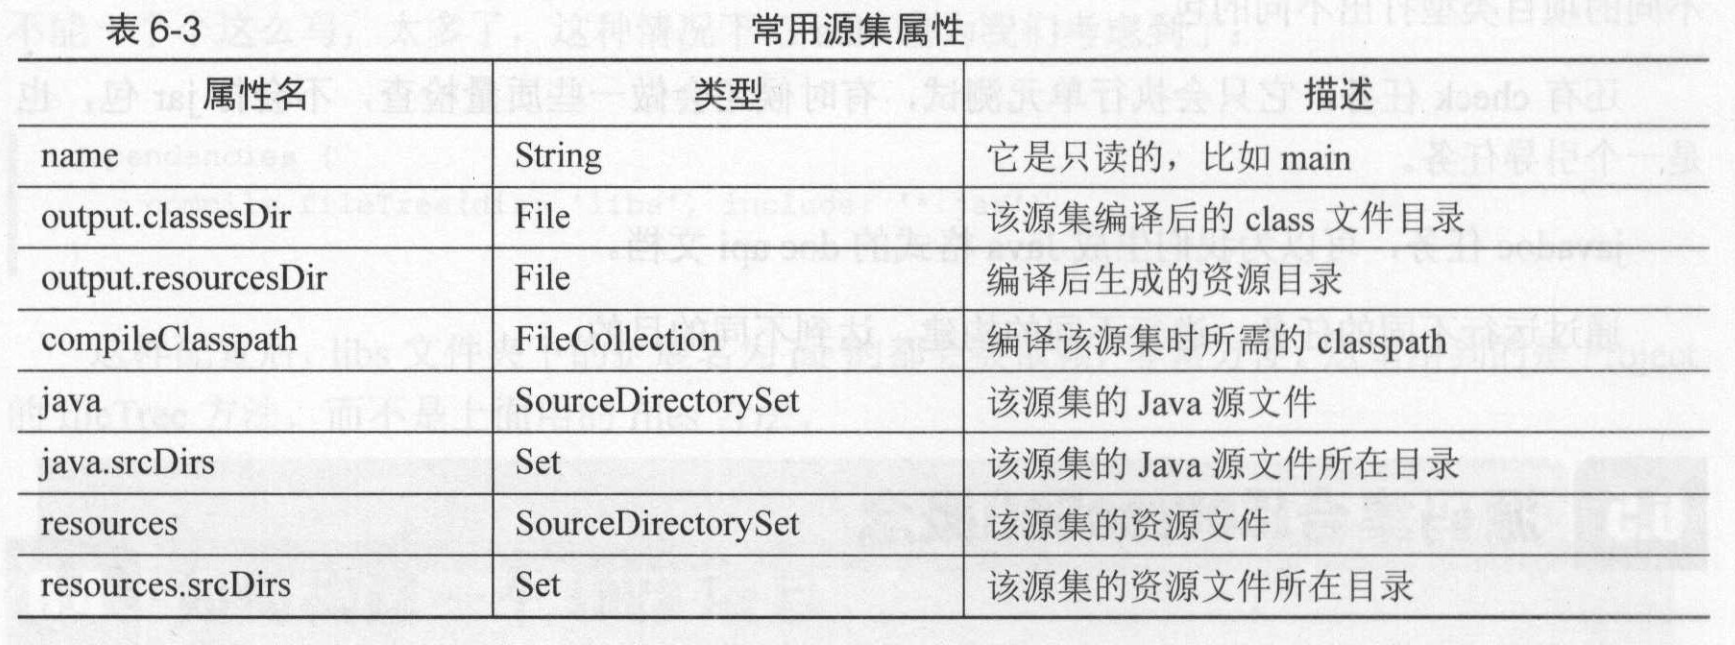 表 6-3 常用源集属性
属性名 类型 描述
name String 它是只读的，比如 main
output.classesDir File 该源集编译后的 class 文件目录
output.resourcesDir File 编译后生成的资源目录
compileClasspath FileCollection 编译该源集时所需的 classpath
java SourceDirectorySet 该源集的 Java 源文件
java.srcDirs Set 该源集的 Java 源文件所在目录
resources SourceDirectorySet 该源集的资源文件
resources.srcDirs Set 该源集的资源文件所在目录